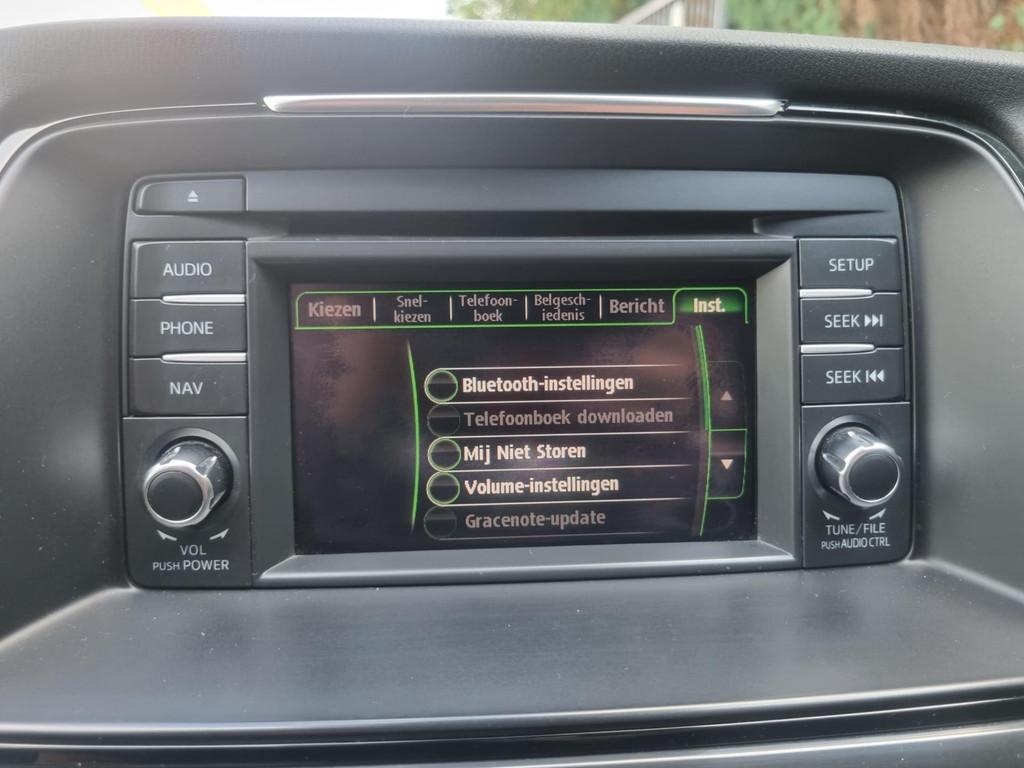 AUDIO
PHONE
NAV
VOL
PUSH POWER
Kiezen
Snel-
kiezen
Telefoon-
boek
Belgesch-
iedenis
Bericht
Inst.
Bluetooth-instellingen
Telefoonboek downloaden
Mij Niet Storen
Volume-instellingen
Gracenote-update
SETUP
SEEK
SEEK
TUNE/FILE
PUSH AUDIO CTRL